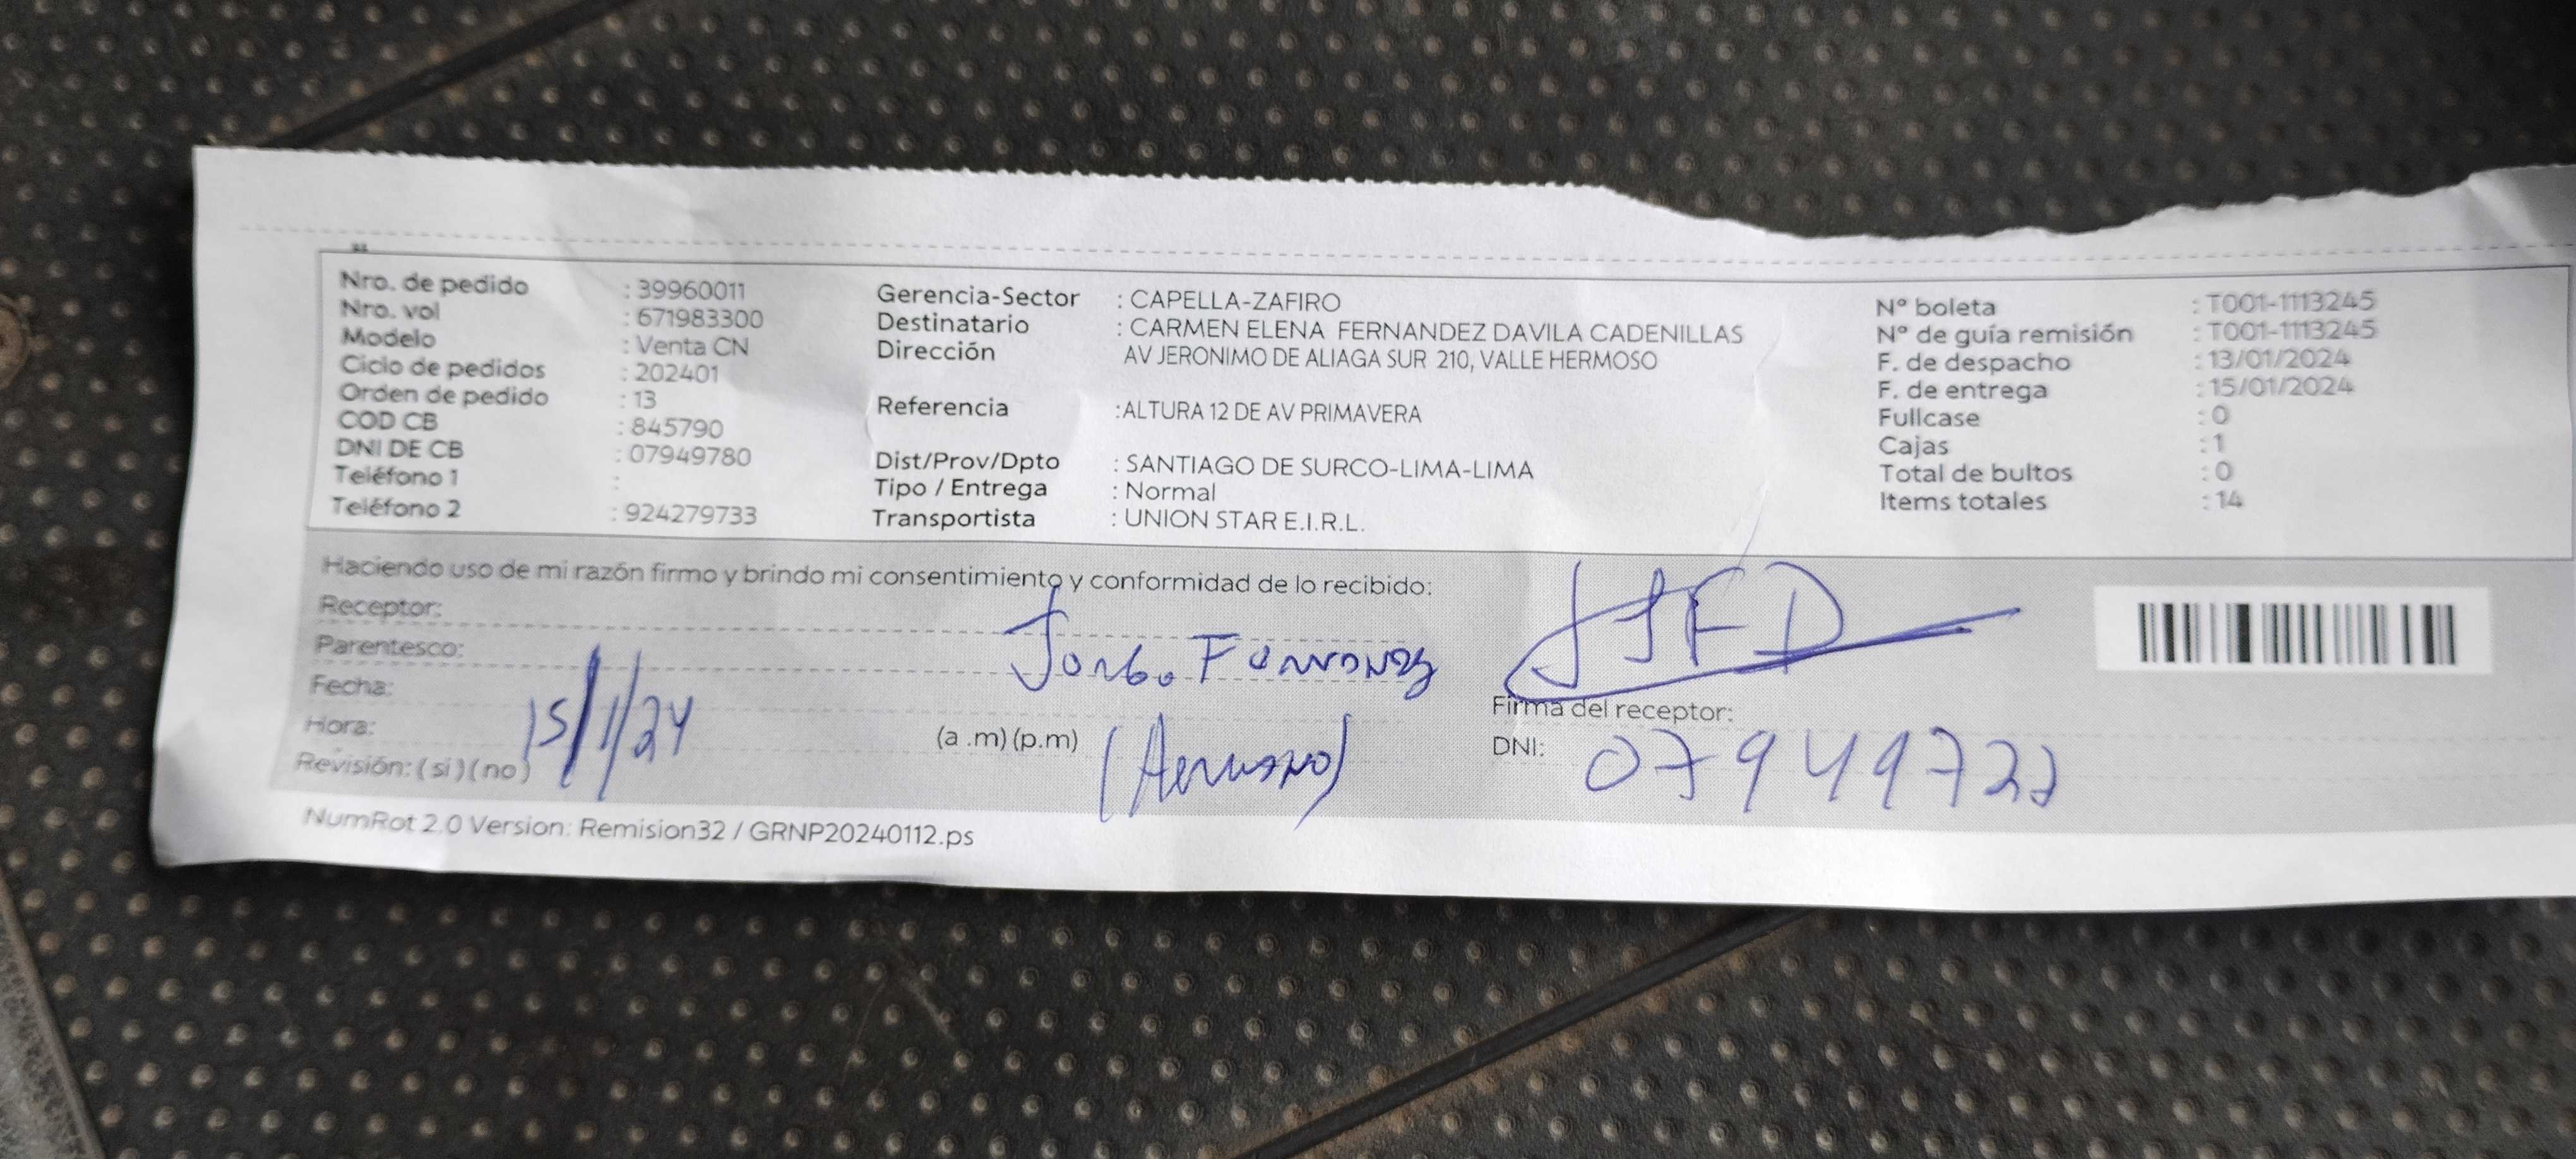 Nro. de pedido : 39960011
Nro. vol : 671983300
Modelo : Venta CN
Ciclo de pedidos : 202401
Orden de pedido : 13
COD CB : 845790
DNI DE CB : 07949780
Teléfono 1 :
Teléfono 2 : 924279733
Gerencia-Sector : CAPELLA-ZAFIRO
Destinatario : CARMEN ELENA FERNANDEZ DAVILA CADENILLAS
Dirección AV JERONIMO DE ALIAGA SUR 210, VALLE HERMOSO
Referencia :ALTURA 12 DE AV PRIMAVERA
Dist/Prov/Dpto : SANTIAGO DE SURCO-LIMA-LIMA
Tipo / Entrega : Normal
Transportista : UNION STAR E.I.R.L.
Nº boleta : T001-1113245
Nº de guía remisión : T001-1113245
F. de despacho : 13/01/2024
F. de entrega : 15/01/2024
Fullcase : 0
Cajas : 1
Total de bultos : 0
Items totales : 14
Haciendo uso de mi razón firmo y brindo mi consentimiento y conformidad de lo recibido:
Receptor:
Parentesco:
Fecha:
Hora: (a .m) (p.m)
Revisión: ( si ) ( no )
15/1/24
(Hermano)
JFD
Firma del receptor:
DNI:
NumRot 2.0 Version: Remision32 / GRNP20240112.ps